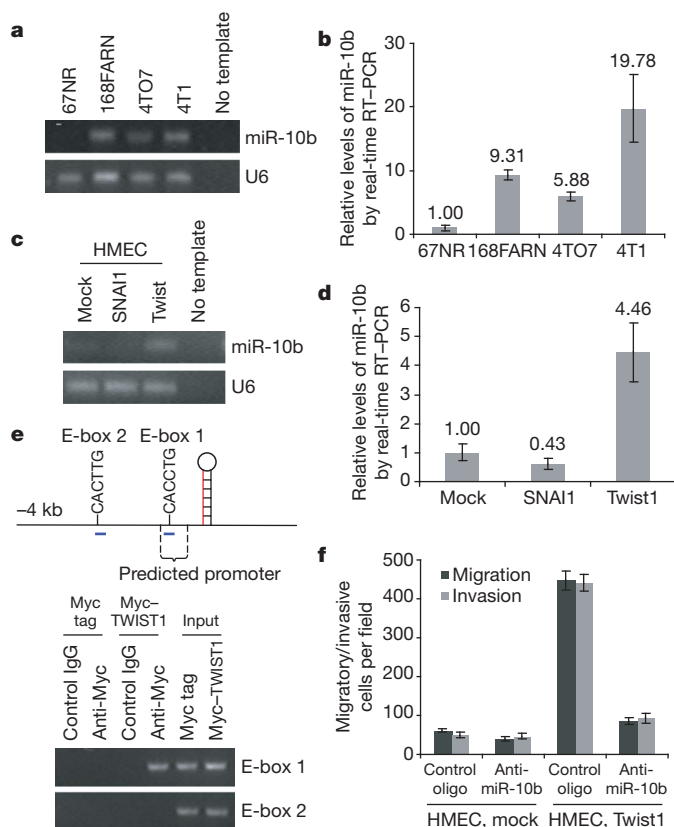 a
67NR
168FARN
4TO7
4T1
No template
miR-10b
U6
b
Relative levels of miR-10b
by real-time RT–PCR
30
20
10
0
1.00
9.31
5.88
19.78
67NR 168FARN 4TO7 4T1
c
HMEC
Mock
SNAI1
Twist
No template
miR-10b
U6
d
Relative levels of miR-10b
by real-time RT–PCR
6
5
4
3
2
1
0
1.00
0.43
4.46
Mock SNAI1 Twist1
e
E-box 2 E-box 1
CACTTG
CACCTG
–4 kb
Predicted promoter
Myc
tag
Myc–
TWIST1
Input
Control IgG
Anti-Myc
Control IgG
Anti-Myc
Myc tag
Myc–TWIST1
E-box 1
E-box 2
f
Migratory/invasive
cells per field
500
400
300
200
100
0
Migration
Invasion
Control
oligo
Anti-
miR-10b
Control
oligo
Anti-
miR-10b
HMEC, mock HMEC, Twist1